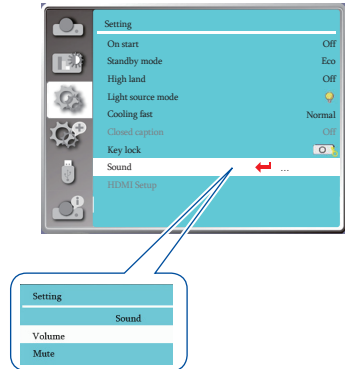 Setting
On start Off
Standby mode Eco
High land Off
Light source mode
Cooling fast Normal
Closed caption Off
Key lock
Sound ...
HDMI Setup
Setting
Sound
Volume
Mute